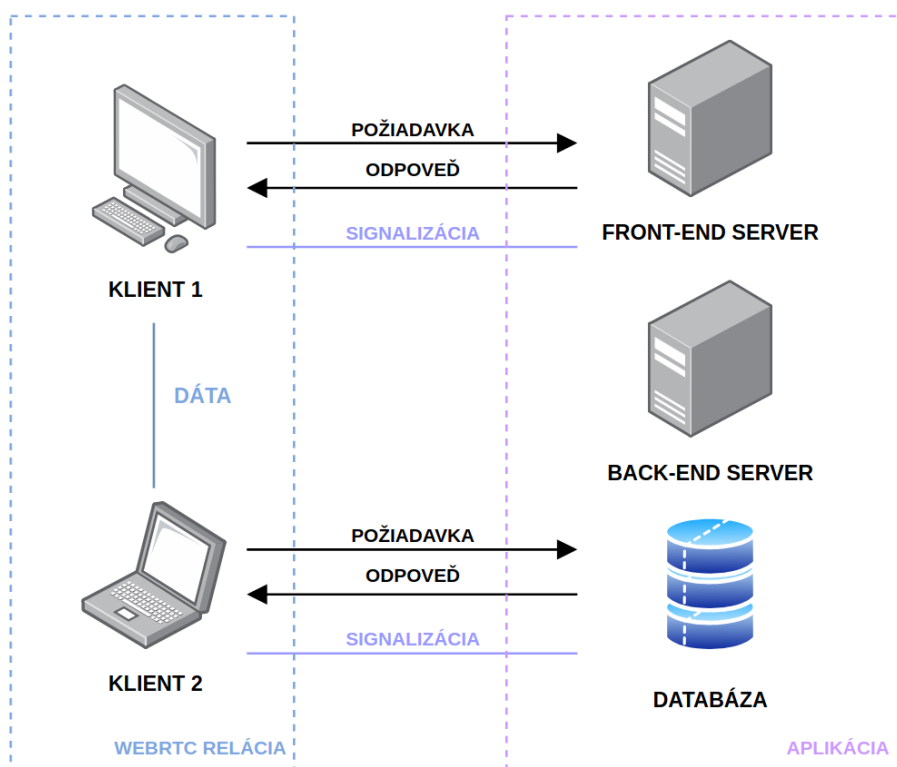 POŽIADAVKA
ODPOVEĎ
SIGNALIZÁCIA
FRONT-END SERVER
KLIENT 1
DÁTA
BACK-END SERVER
POŽIADAVKA
ODPOVEĎ
SIGNALIZÁCIA
KLIENT 2
DATABÁZA
WEBRTC RELÁCIA
APLIKÁCIA